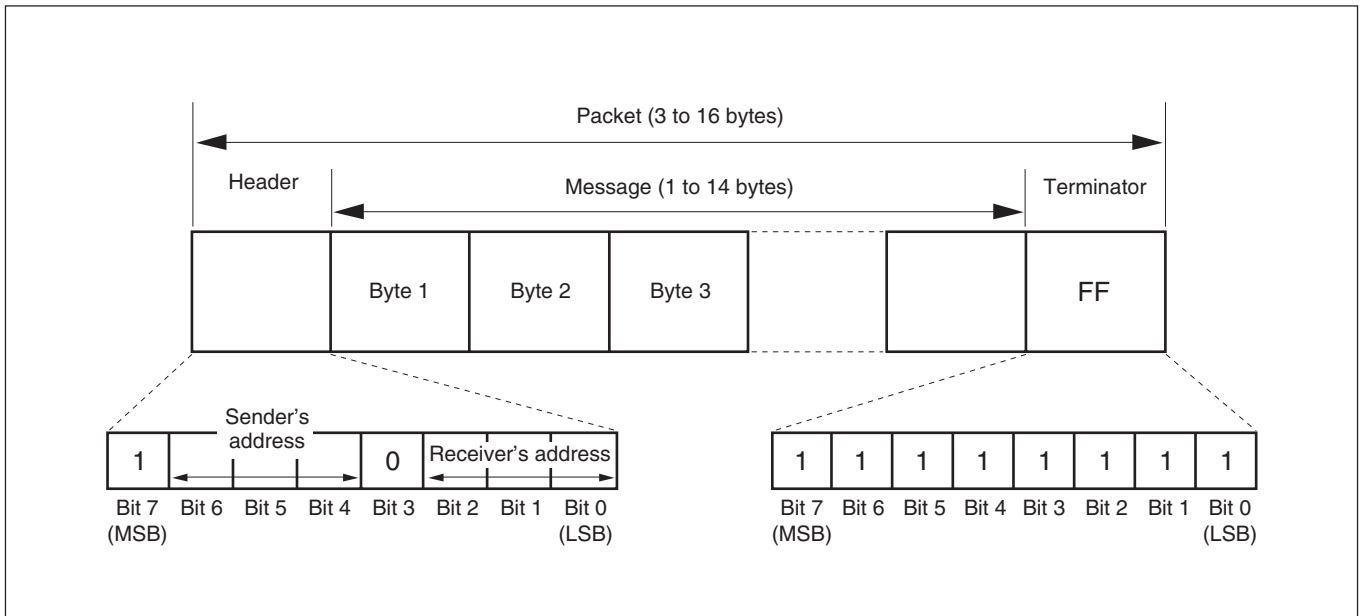 Packet (3 to 16 bytes)
Header
Message (1 to 14 bytes)
Terminator
Byte 1
Byte 2
Byte 3
FF
Sender's
address
1
0
Receiver's address
Bit 7
(MSB)
Bit 6
Bit 5
Bit 4
Bit 3
Bit 2
Bit 1
Bit 0
(LSB)
1 1 1 1 1 1 1 1
Bit 7
(MSB)
Bit 6
Bit 5
Bit 4
Bit 3
Bit 2
Bit 1
Bit 0
(LSB)